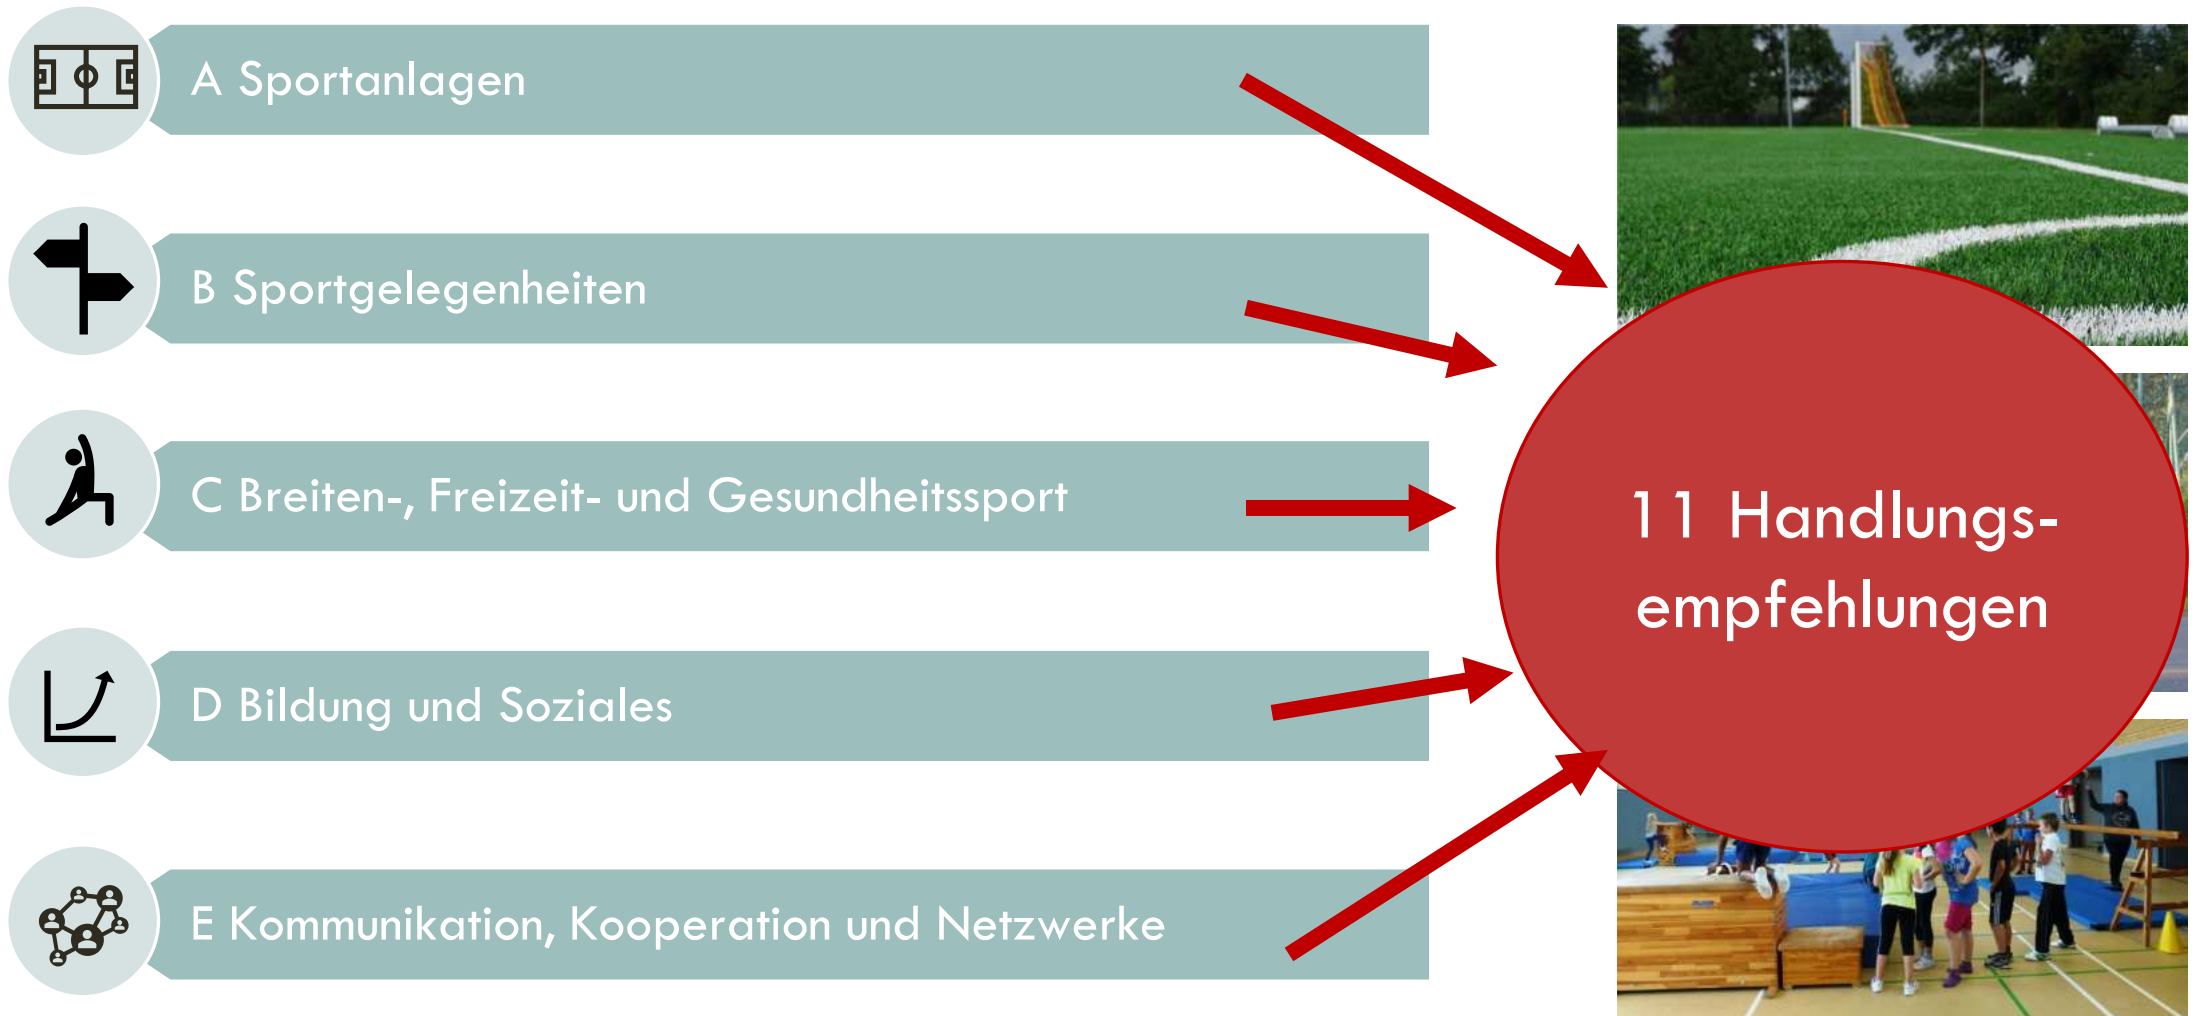 A Sportanlagen
B Sportgelegenheiten
C Breiten-, Freizeit- und Gesundheitssport
D Bildung und Soziales
E Kommunikation, Kooperation und Netzwerke
11 Handlungs-
empfehlungen